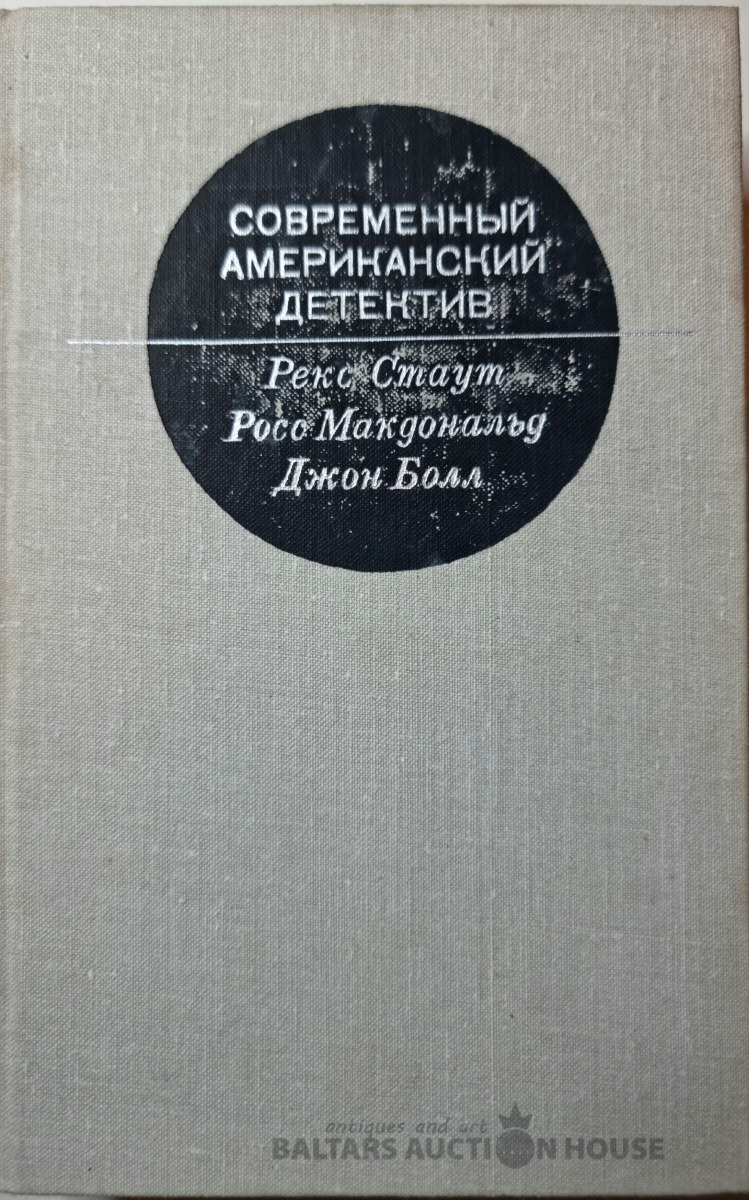 СОВРЕМЕННЫЙ
АМЕРИКАНСКИЙ
ДЕТЕКТИВ
Рекс Стаут
Росс Макдональд
Джон Болл
antiques and art
BALTARS AUCTION HOUSE